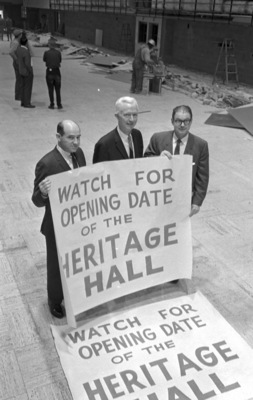 WATCH FOR
OPENING DATE
OF THE
HERITAGE
HALL
WATCH FOR
OPENING DATE
OF THE
HERITAGE
HALL